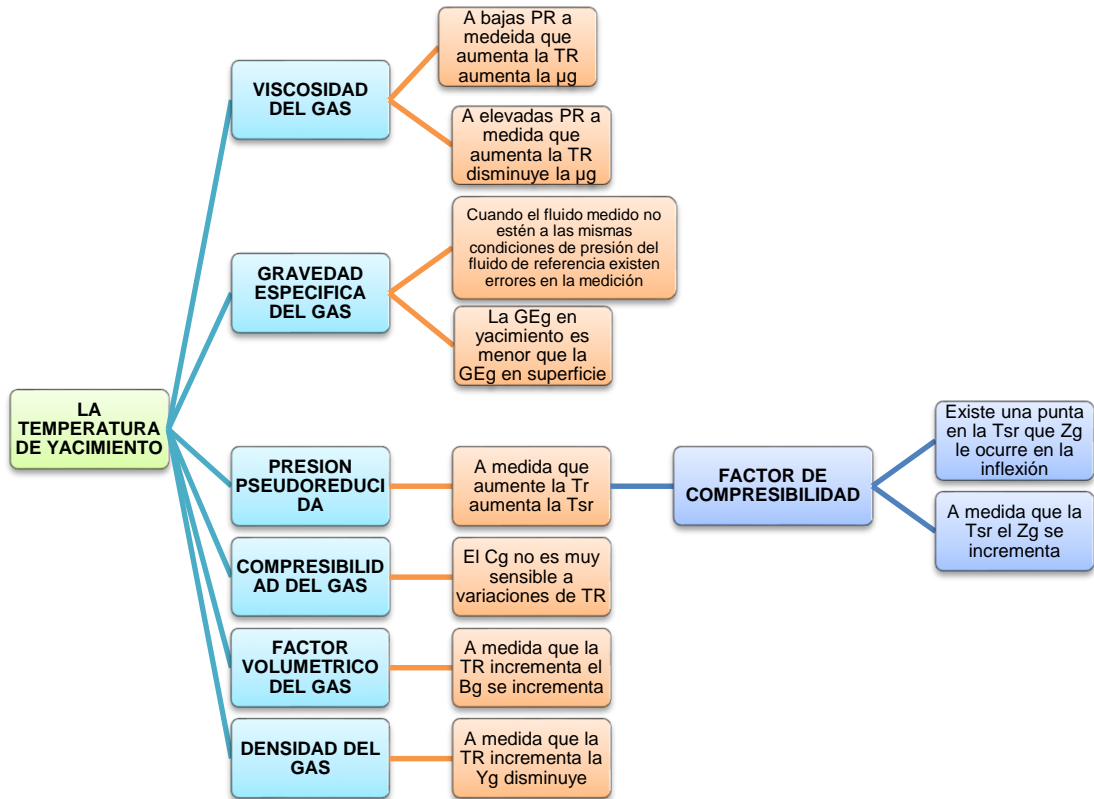 A bajas PR a
medeida que
aumenta la TR
aumenta la µg
VISCOSIDAD
DEL GAS
A elevadas PR a
medida que
aumenta la TR
disminuye la µg
Cuando el fluido medido no
estén a las mismas
condiciones de presión del
fluido de referencia existen
errores en la medición
GRAVEDAD
ESPECIFICA
DEL GAS
La GEg en
yacimiento es
menor que la
GEg en superficie
LA
TEMPERATURA
DE YACIMIENTO
PRESION
PSEUDOREDUCI
DA
A medida que
aumente la Tr
aumenta la Tsr
FACTOR DE
COMPRESIBILIDAD
Existe una punta
en la Tsr que Zg
le ocurre en la
inflexión
A medida que la
Tsr el Zg se
incrementa
COMPRESIBILID
AD DEL GAS
El Cg no es muy
sensible a
variaciones de TR
FACTOR
VOLUMETRICO
DEL GAS
A medida que la
TR incrementa el
Bg se incrementa
DENSIDAD DEL
GAS
A medida que la
TR incrementa la
Yg disminuye